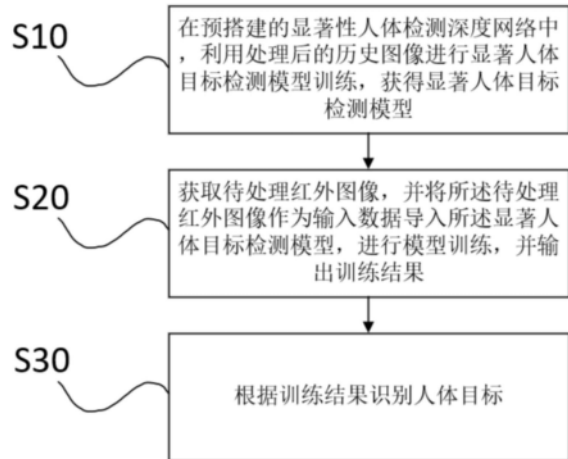 S10
在预搭建的显著性人体检测深度网络中
，利用处理后的历史图像进行显著人体
目标检测模型训练，获得显著人体目标
检测模型
S20
获取待处理红外图像，并将所述待处理
红外图像作为输入数据导入所述显著人
体目标检测模型，进行模型训练，并输
出训练结果
S30
根据训练结果识别人体目标